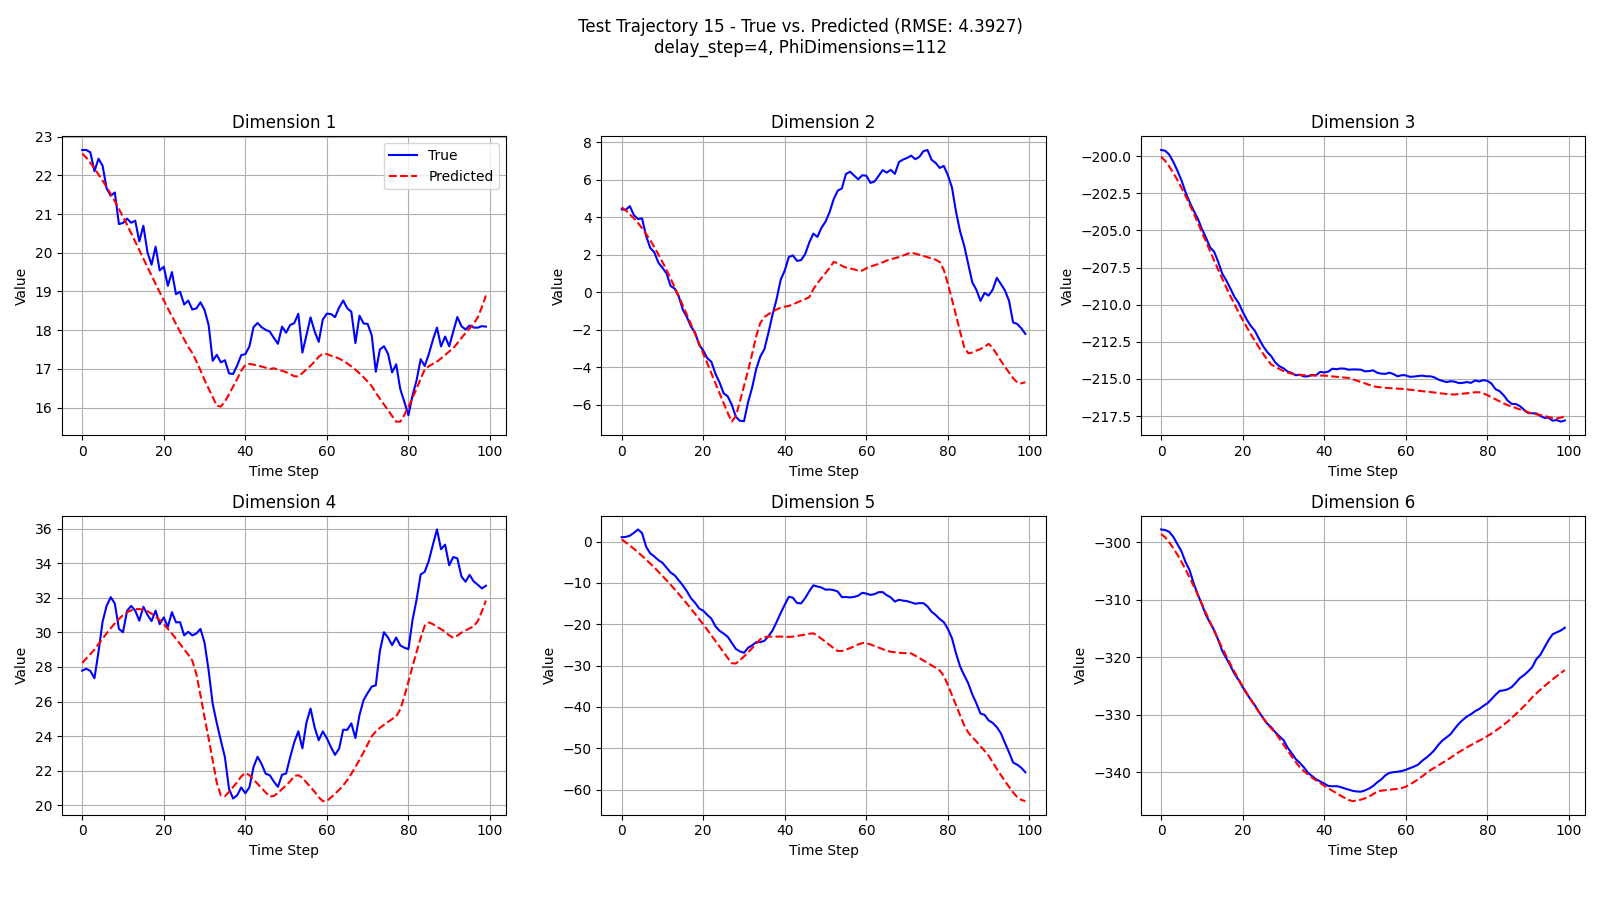 Test Trajectory 15 - True vs. Predicted (RMSE: 4.3927)
delay_step=4, PhiDimensions=112
Dimension 1
23
22
21
20
19
18
17
16
Value
0 20 40 60 80 100
Time Step
True
Predicted
Dimension 2
8
6
4
2
0
−2
−4
−6
Value
0 20 40 60 80 100
Time Step
Dimension 3
−200.0
−202.5
−205.0
−207.5
−210.0
−212.5
−215.0
−217.5
Value
0 20 40 60 80 100
Time Step
Dimension 4
36
34
32
30
28
26
24
22
20
Value
0 20 40 60 80 100
Time Step
Dimension 5
0
−10
−20
−30
−40
−50
−60
Value
0 20 40 60 80 100
Time Step
Dimension 6
−300
−310
−320
−330
−340
Value
0 20 40 60 80 100
Time Step